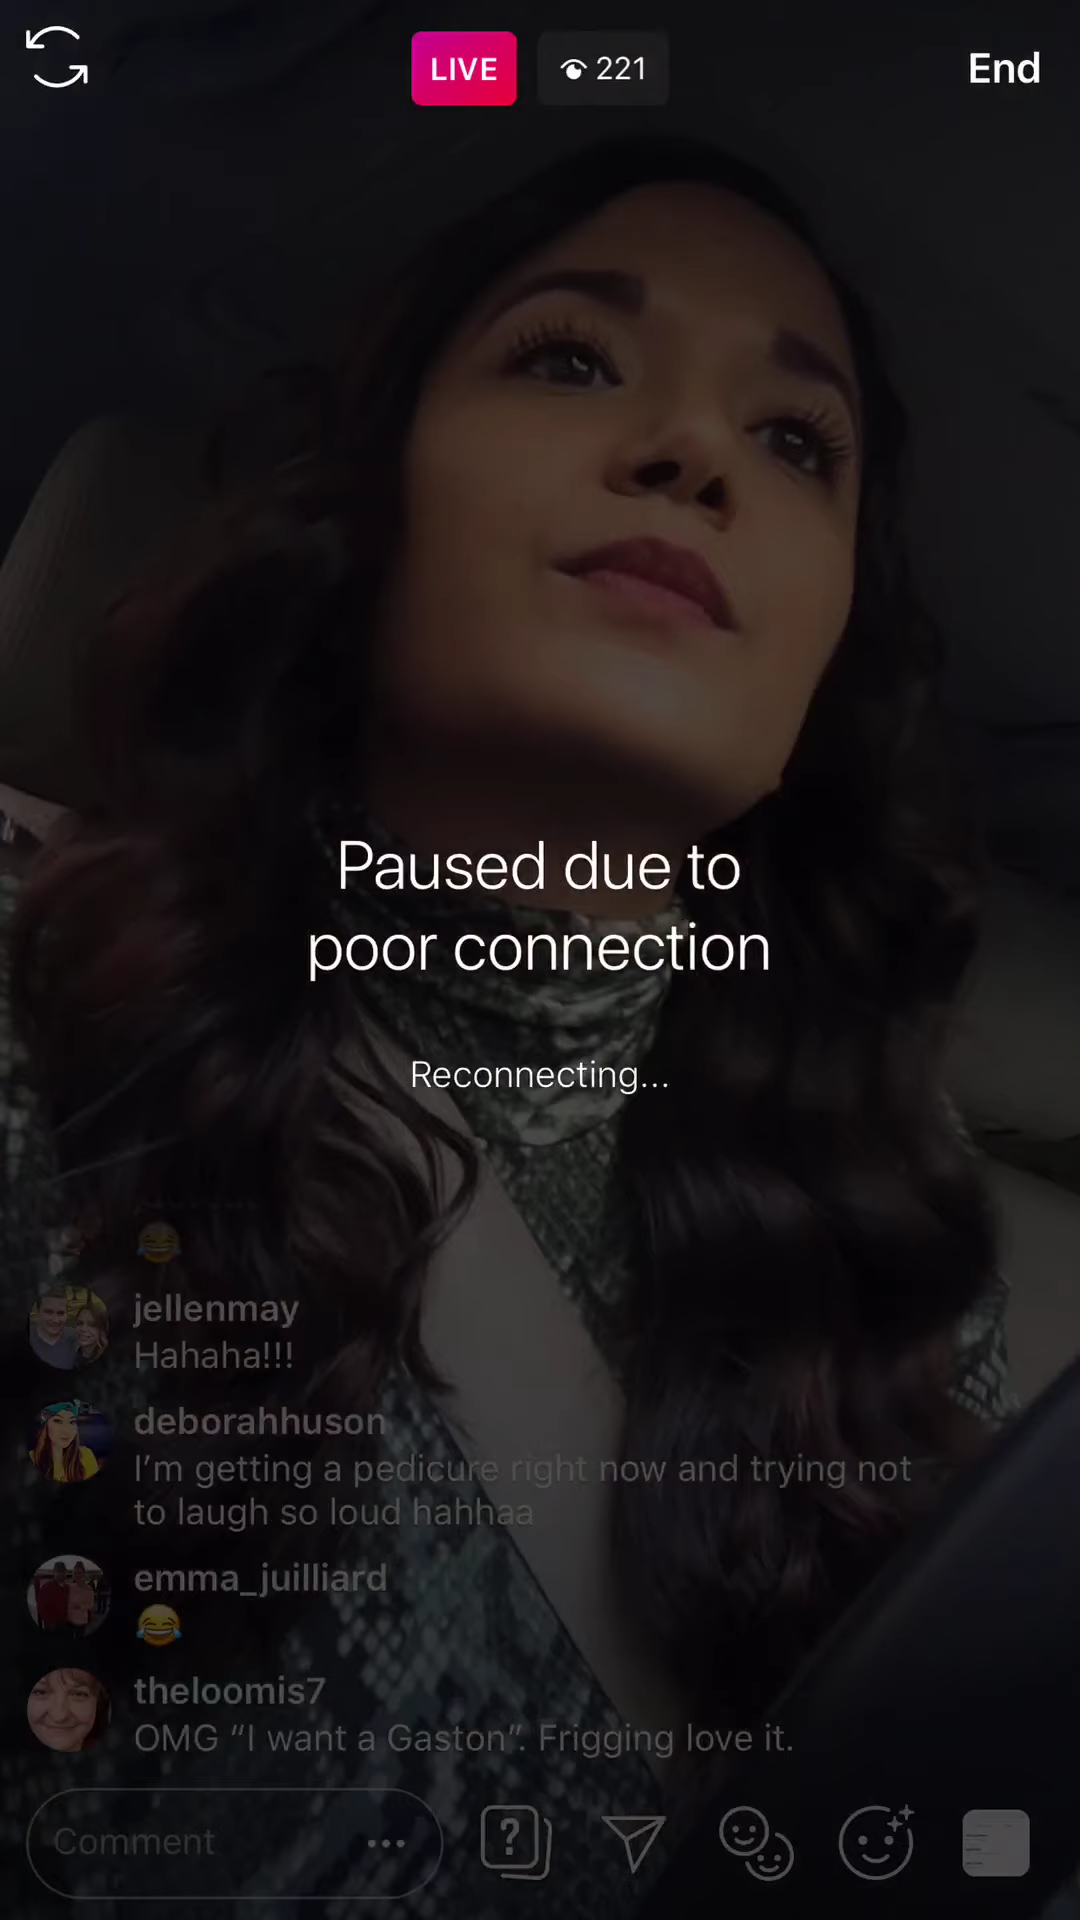 LIVE
221
End
Paused due to
poor connection
Reconnecting...
😂
jellenmay
Hahaha!!!
deborahhuson
I’m getting a pedicure right now and trying not
to laugh so loud hahhaa
emma_juilliard
😂
theloomis7
OMG “I want a Gaston”. Frigging love it.
Comment